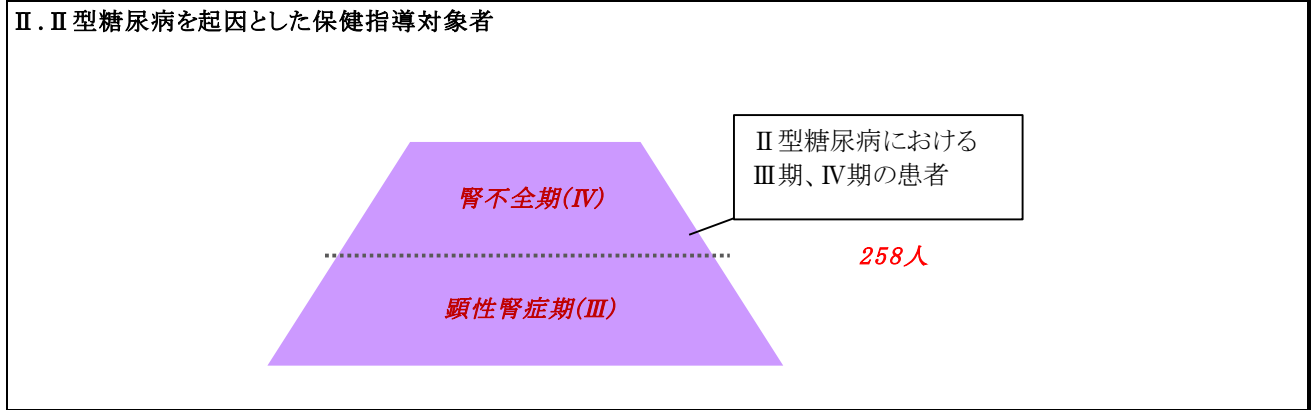 Ⅱ.Ⅱ型糖尿病を起因とした保健指導対象者
Ⅱ型糖尿病における
Ⅲ期、Ⅳ期の患者
腎不全期(Ⅳ)
258人
顕性腎症期(Ⅲ)